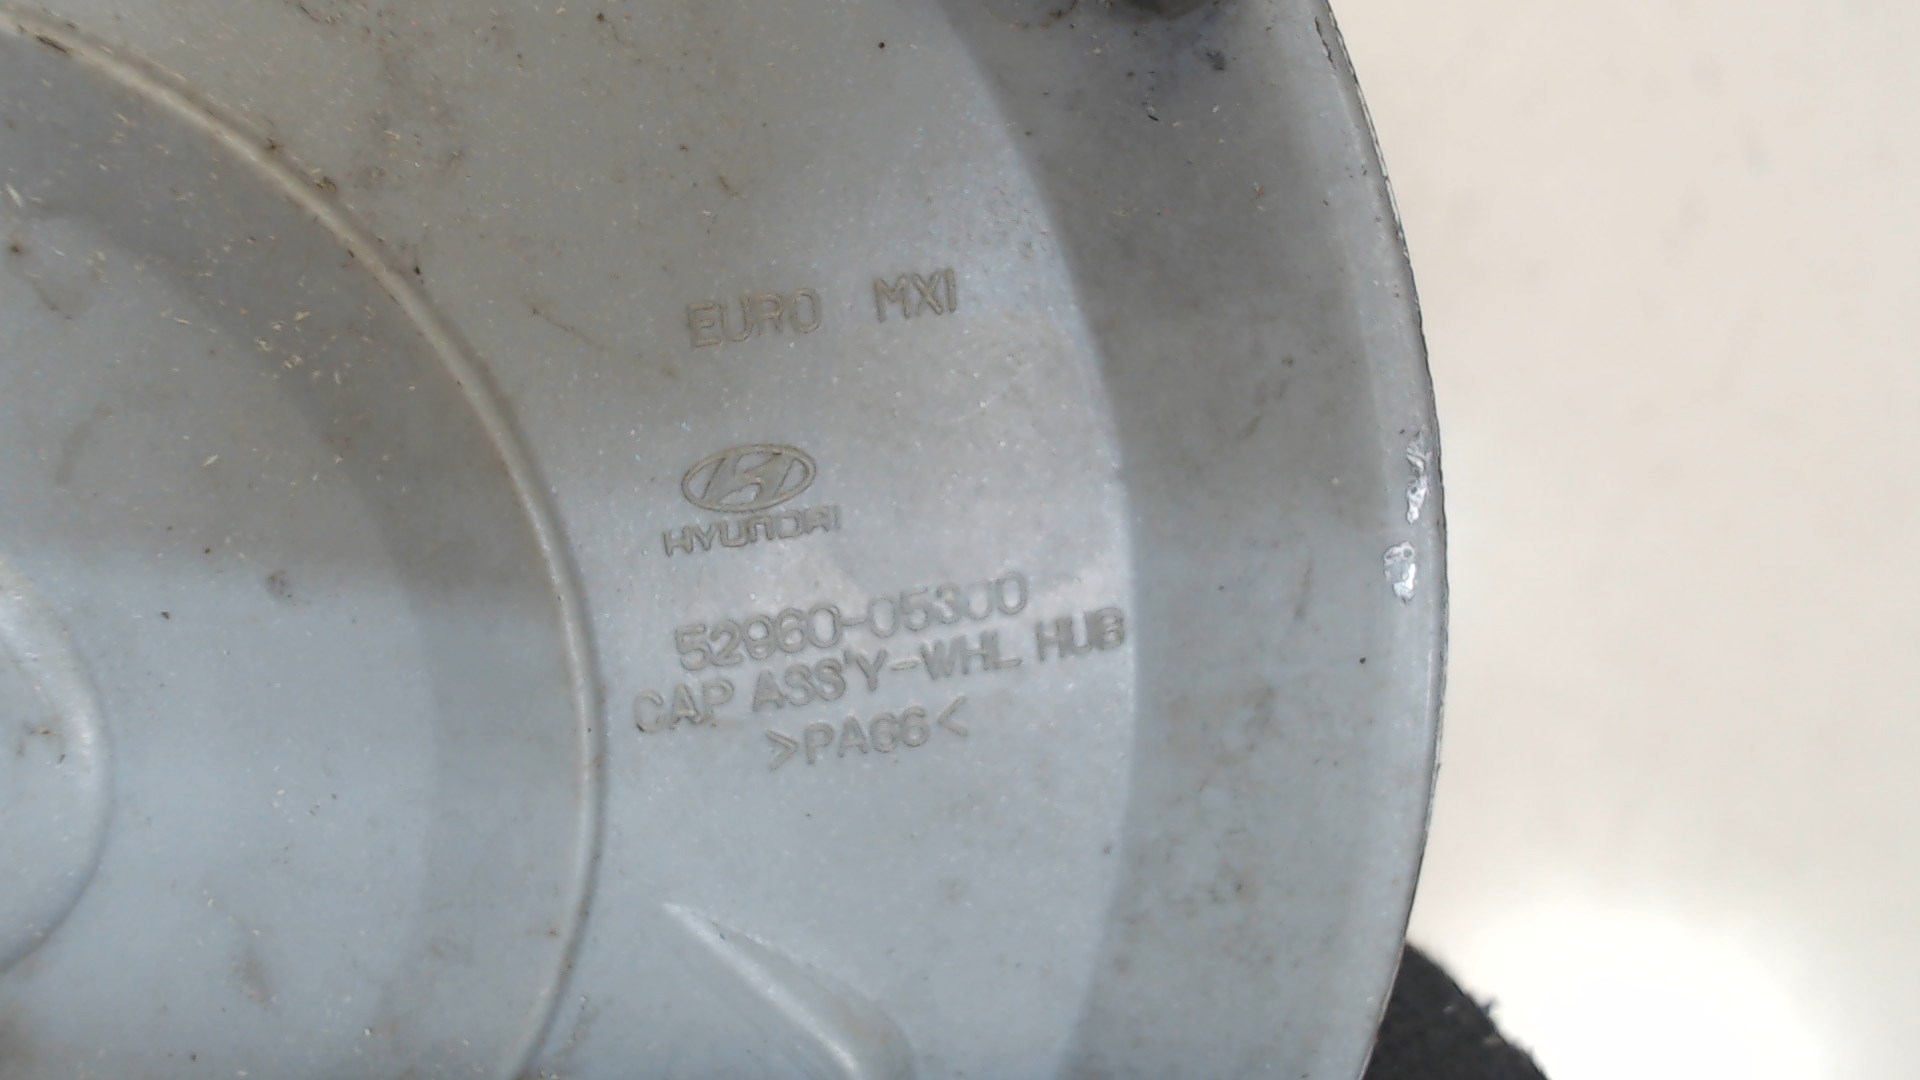 EURO MXI
HYUNDAI
52960-05300
CAP ASS'Y-WHL HUB
>PA66<